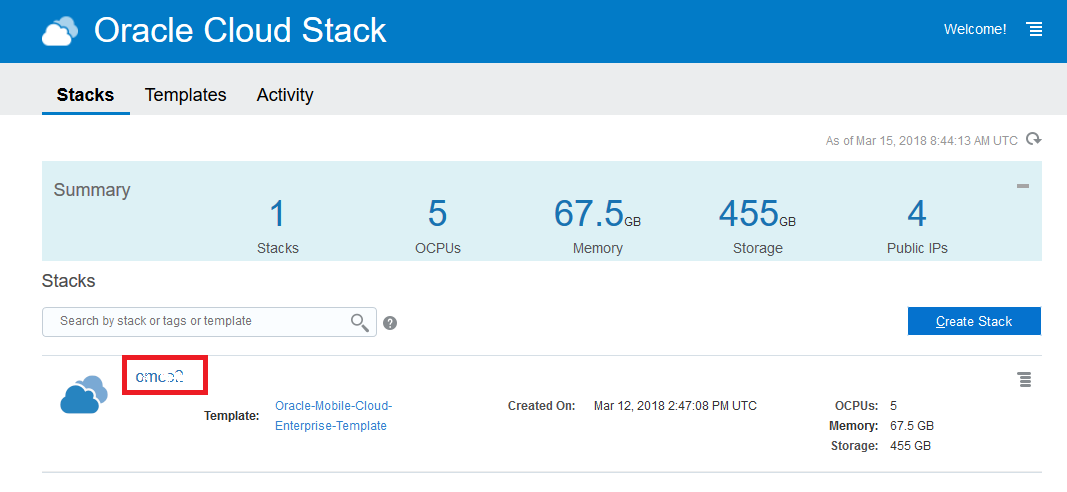 Oracle Cloud Stack
Welcome!
Stacks Templates Activity
As of Mar 15, 2018 8:44:13 AM UTC
Summary
1 5 67.5GB 455GB 4
Stacks OCPUs Memory Storage Public IPs
Stacks
Search by stack or tags or template ?
Create Stack
Template: Oracle-Mobile-Cloud-Enterprise-Template
Created On: Mar 12, 2018 2:47:08 PM UTC
OCPUs: 5
Memory: 67.5 GB
Storage: 455 GB